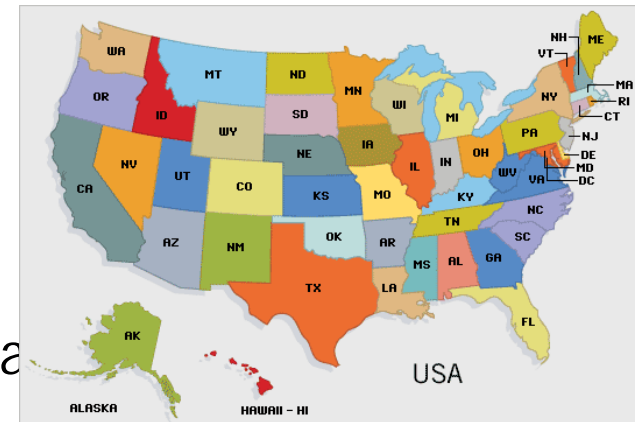 WA
OR
ID
MT
ND
MN
SD
WY
NE
IA
WI
MI
NV
UT
CO
KS
MO
IL
IN
OH
PA
NY
VT
NH
ME
MA
RI
CT
NJ
DE
MD
DC
CA
AZ
NM
OK
AR
TX
LA
MS
AL
GA
FL
TN
KY
WV
VA
NC
SC
AK
a
USA
ALASKA
HAWAII - HI